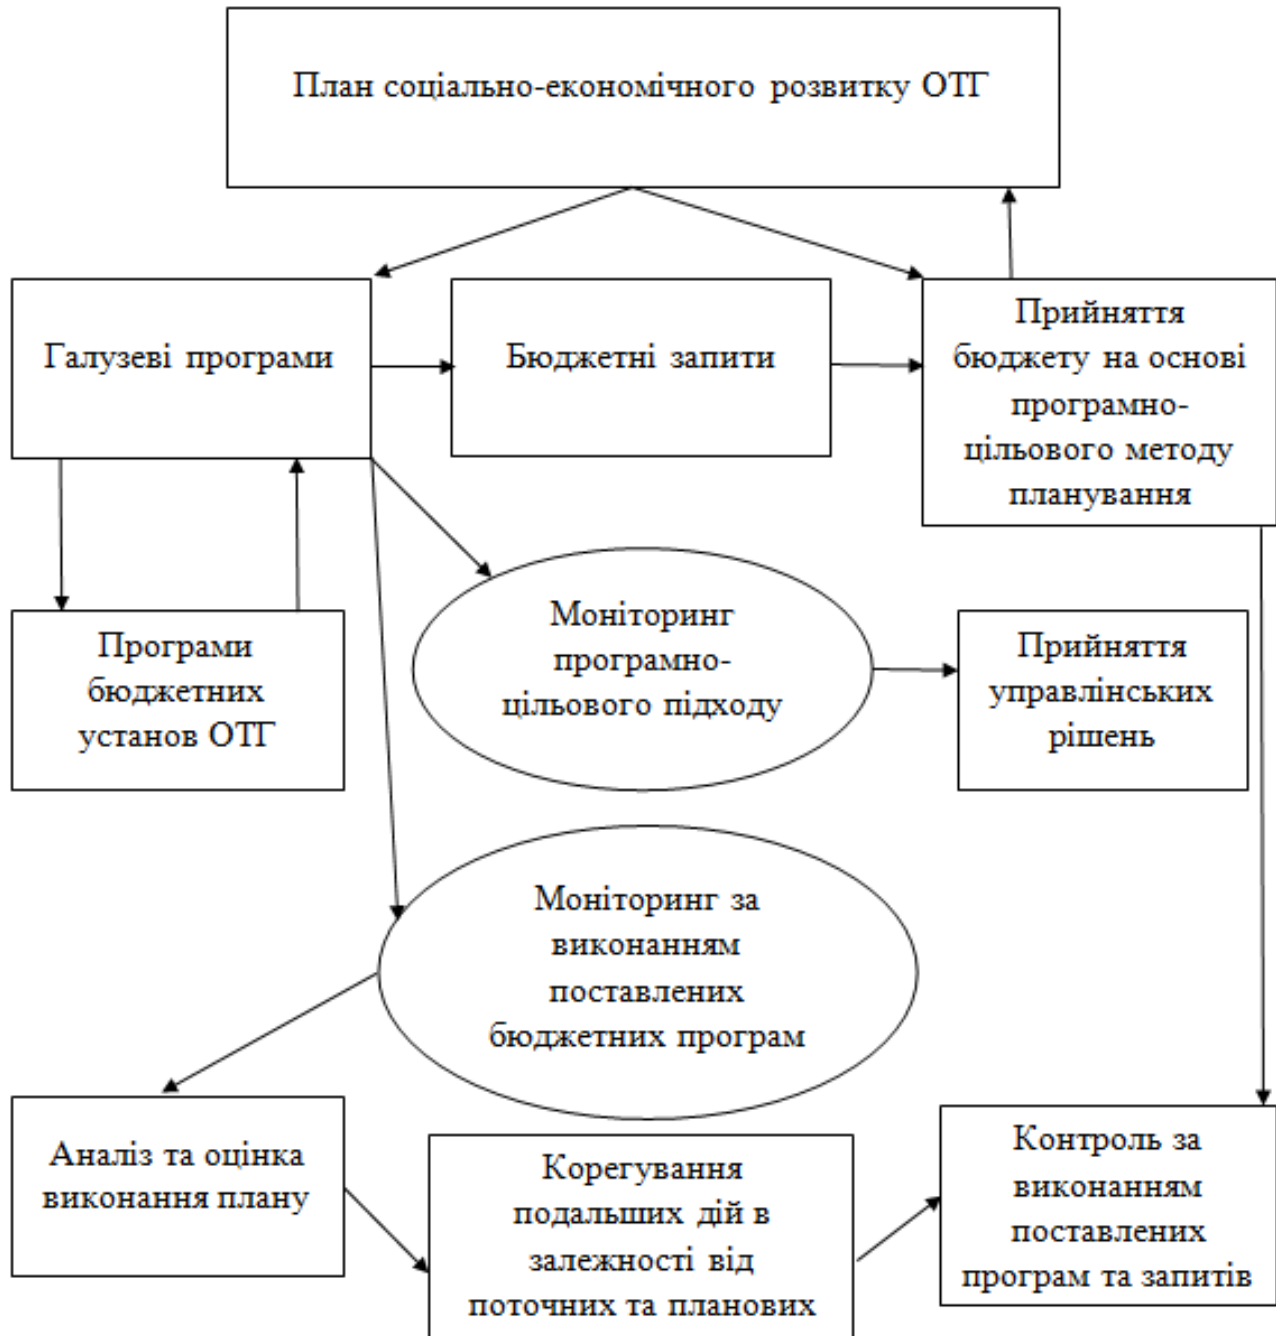 План соціально-економічного розвитку ОТГ
Галузеві програми
Бюджетні запити
Прийняття
бюджету на основі
програмно-
цільового методу
планування
Програми
бюджетних
установ ОТГ
Моніторинг
програмно-
цільового підходу
Прийняття
управлінських
рішень
Моніторинг за
виконанням
поставлених
бюджетних програм
Аналіз та оцінка
виконання плану
Корегування
подальших дій в
залежності від
поточних та планових
Контроль за
виконанням
поставлених
програм та запитів